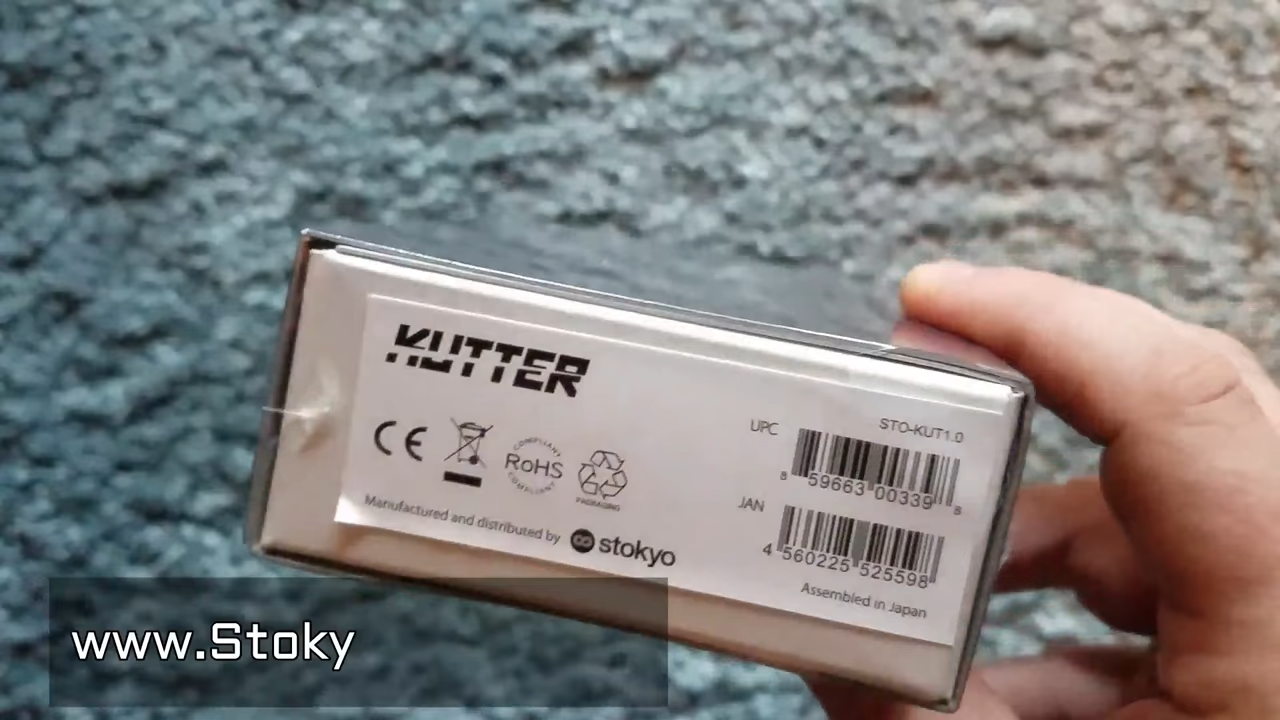 KUTTER
CE
COMPLIANT
RoHS
COMPLIANT
PACKAGING
Manufactured and distributed by stokyo
STO-KUT1.0
UPC
8 59663 00339 8
JAN
4 560225 525598
Assembled in Japan
www.Stoky